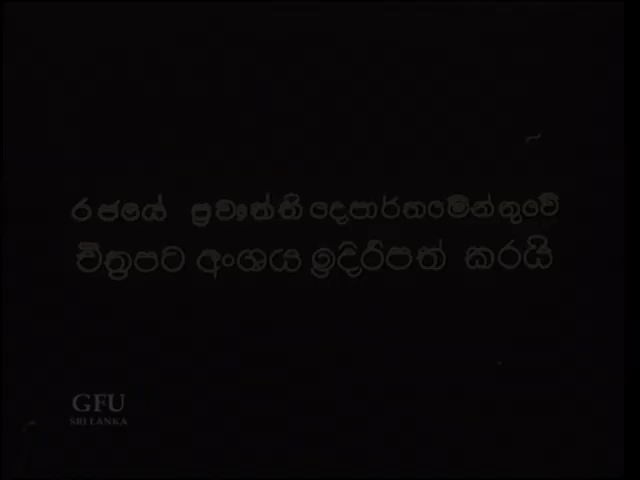 රජයේ ප්‍රවෘත්ති දෙපාර්තමේන්තුවේ
චිත්‍රපට අංශය ඉදිරිපත් කරයි
GFU
SRI LANKA